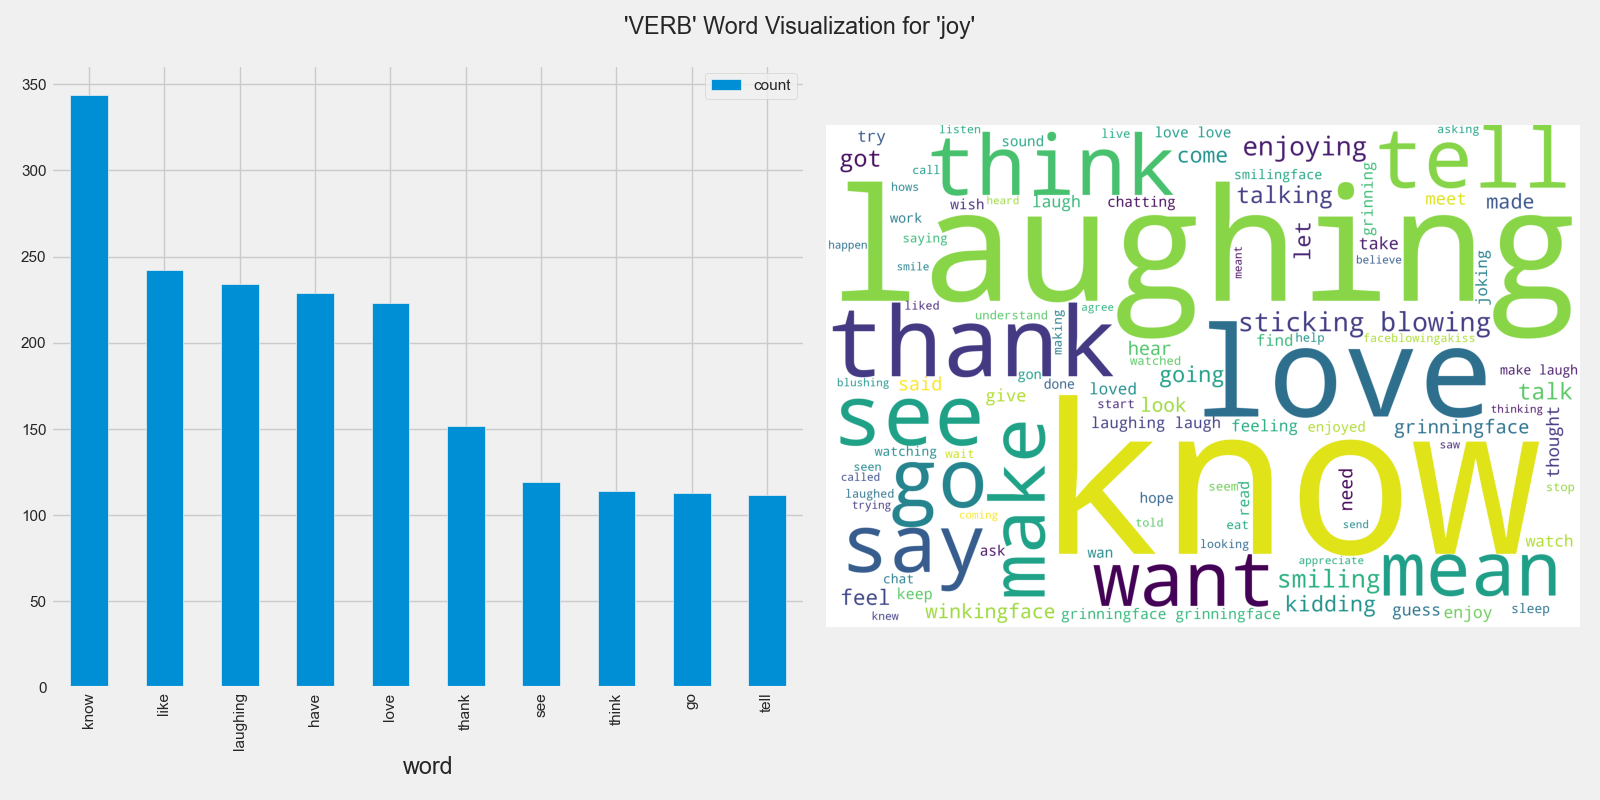 'VERB' Word Visualization for 'joy'
350
300
250
200
150
100
50
0
count
know
like
laughing
have
love
thank
see
think
go
tell
word
try
listen
sound
live
love love
asking
got
think
come
enjoying
tell
call
smilingface
hows
wish
heard
laugh
chatting
talking
grinning
meet
made
work
saying
laughing
let
take
happen
smile
meant
believe
joking
liked
understand
making
agree
sticking blowing
thank
hear
love
find
help
faceblowingakiss
watched
blushing
said
gon
done
loved
going
make laugh
talk
see
give
start
look
thinking
laughing laugh
feeling
enjoyed
grinningface
thought
watching
wait
saw
seen
called
go
make
know
laughed
trying
hope
seem
read
need
stop
coming
told
eat
send
say
ask
wan
looking
watch
chat
want
appreciate
mean
feel
keep
smiling
kidding
knew
winkingface
grinningface grinningface
guess
enjoy
sleep